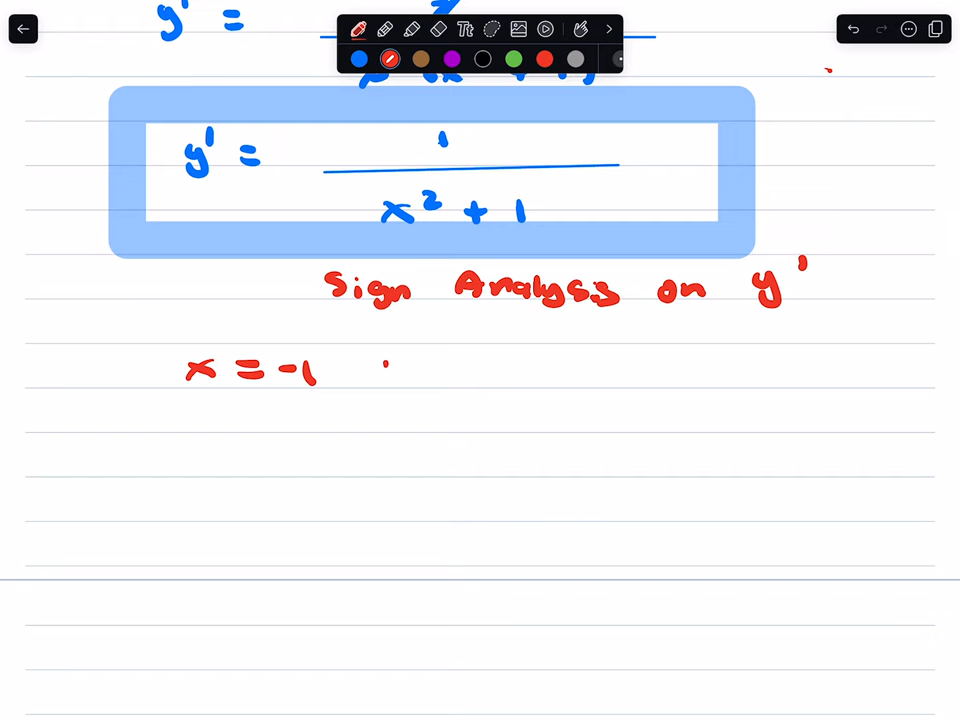 y' =
y' = 1 / x² + 1
Sign Analysis on y'
x = -1